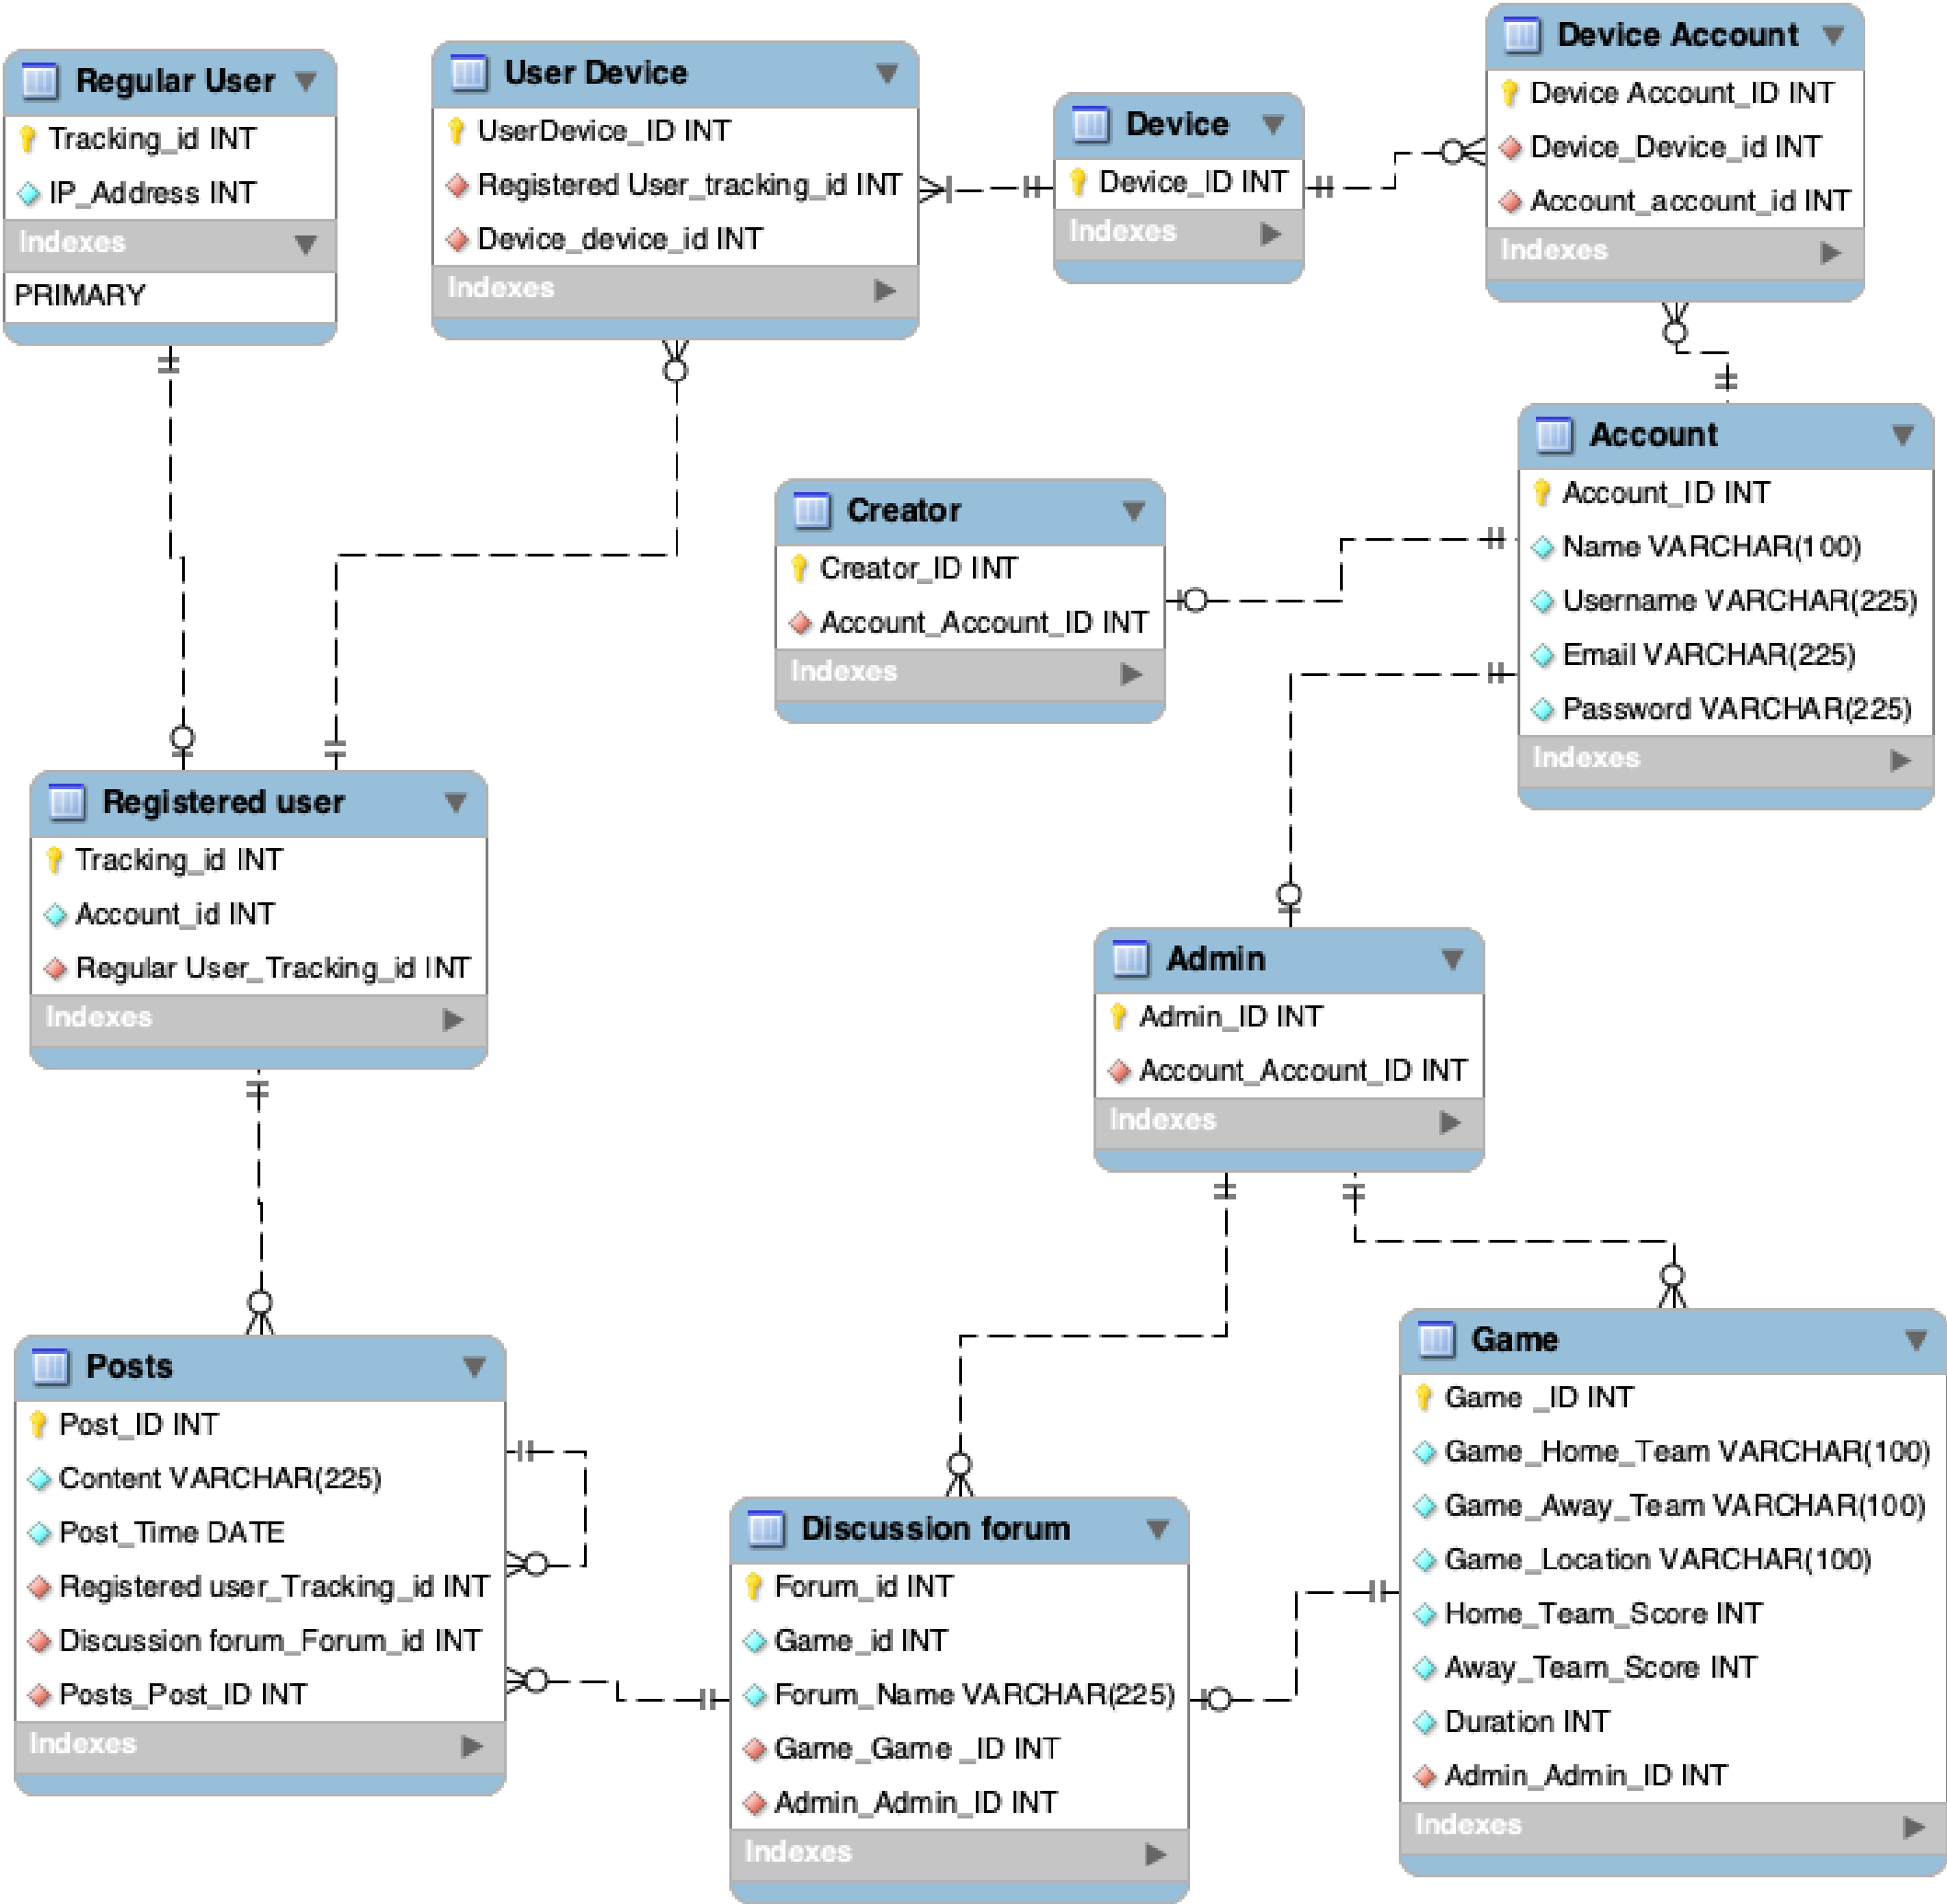 Regular User
Tracking_id INT
IP_Address INT
Indexes
PRIMARY
User Device
UserDevice_ID INT
Registered User_tracking_id INT
Device_device_id INT
Indexes
Device
Device_ID INT
Indexes
Device Account
Device Account_ID INT
Device_Device_id INT
Account_account_id INT
Indexes
Account
Account_ID INT
Name VARCHAR(100)
Username VARCHAR(225)
Email VARCHAR(225)
Password VARCHAR(225)
Indexes
Creator
Creator_ID INT
Account_Account_ID INT
Indexes
Registered user
Tracking_id INT
Account_id INT
Regular User_Tracking_id INT
Indexes
Admin
Admin_ID INT
Account_Account_ID INT
Indexes
Posts
Post_ID INT
Content VARCHAR(225)
Post_Time DATE
Registered user_Tracking_id INT
Discussion forum_Forum_id INT
Posts_Post_ID INT
Indexes
Discussion forum
Forum_id INT
Game_id INT
Forum_Name VARCHAR(225)
Game_Game _ID INT
Admin_Admin_ID INT
Indexes
Game
Game _ID INT
Game_Home_Team VARCHAR(100)
Game_Away_Team VARCHAR(100)
Game_Location VARCHAR(100)
Home_Team_Score INT
Away_Team_Score INT
Duration INT
Admin_Admin_ID INT
Indexes